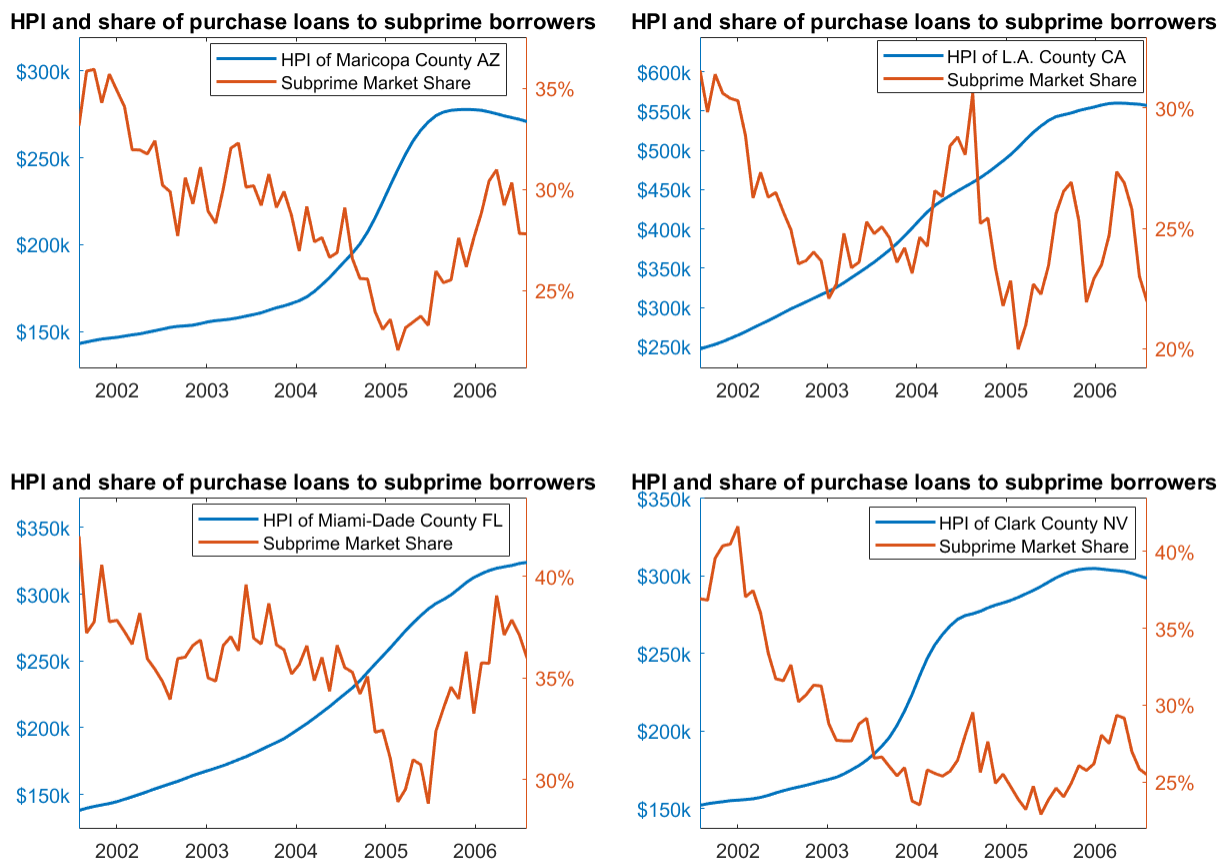 HPI and share of purchase loans to subprime borrowers
HPI of Maricopa County AZ
Subprime Market Share
$300k
$250k
$200k
$150k
35%
30%
25%
2002 2003 2004 2005 2006
HPI and share of purchase loans to subprime borrowers
HPI of L.A. County CA
Subprime Market Share
$600k
$550k
$500k
$450k
$400k
$350k
$300k
$250k
30%
25%
20%
2002 2003 2004 2005 2006
HPI and share of purchase loans to subprime borrowers
HPI of Miami-Dade County FL
Subprime Market Share
$350k
$300k
$250k
$200k
$150k
40%
35%
30%
2002 2003 2004 2005 2006
HPI and share of purchase loans to subprime borrowers
HPI of Clark County NV
Subprime Market Share
$350k
$300k
$250k
$200k
$150k
40%
35%
30%
25%
2002 2003 2004 2005 2006